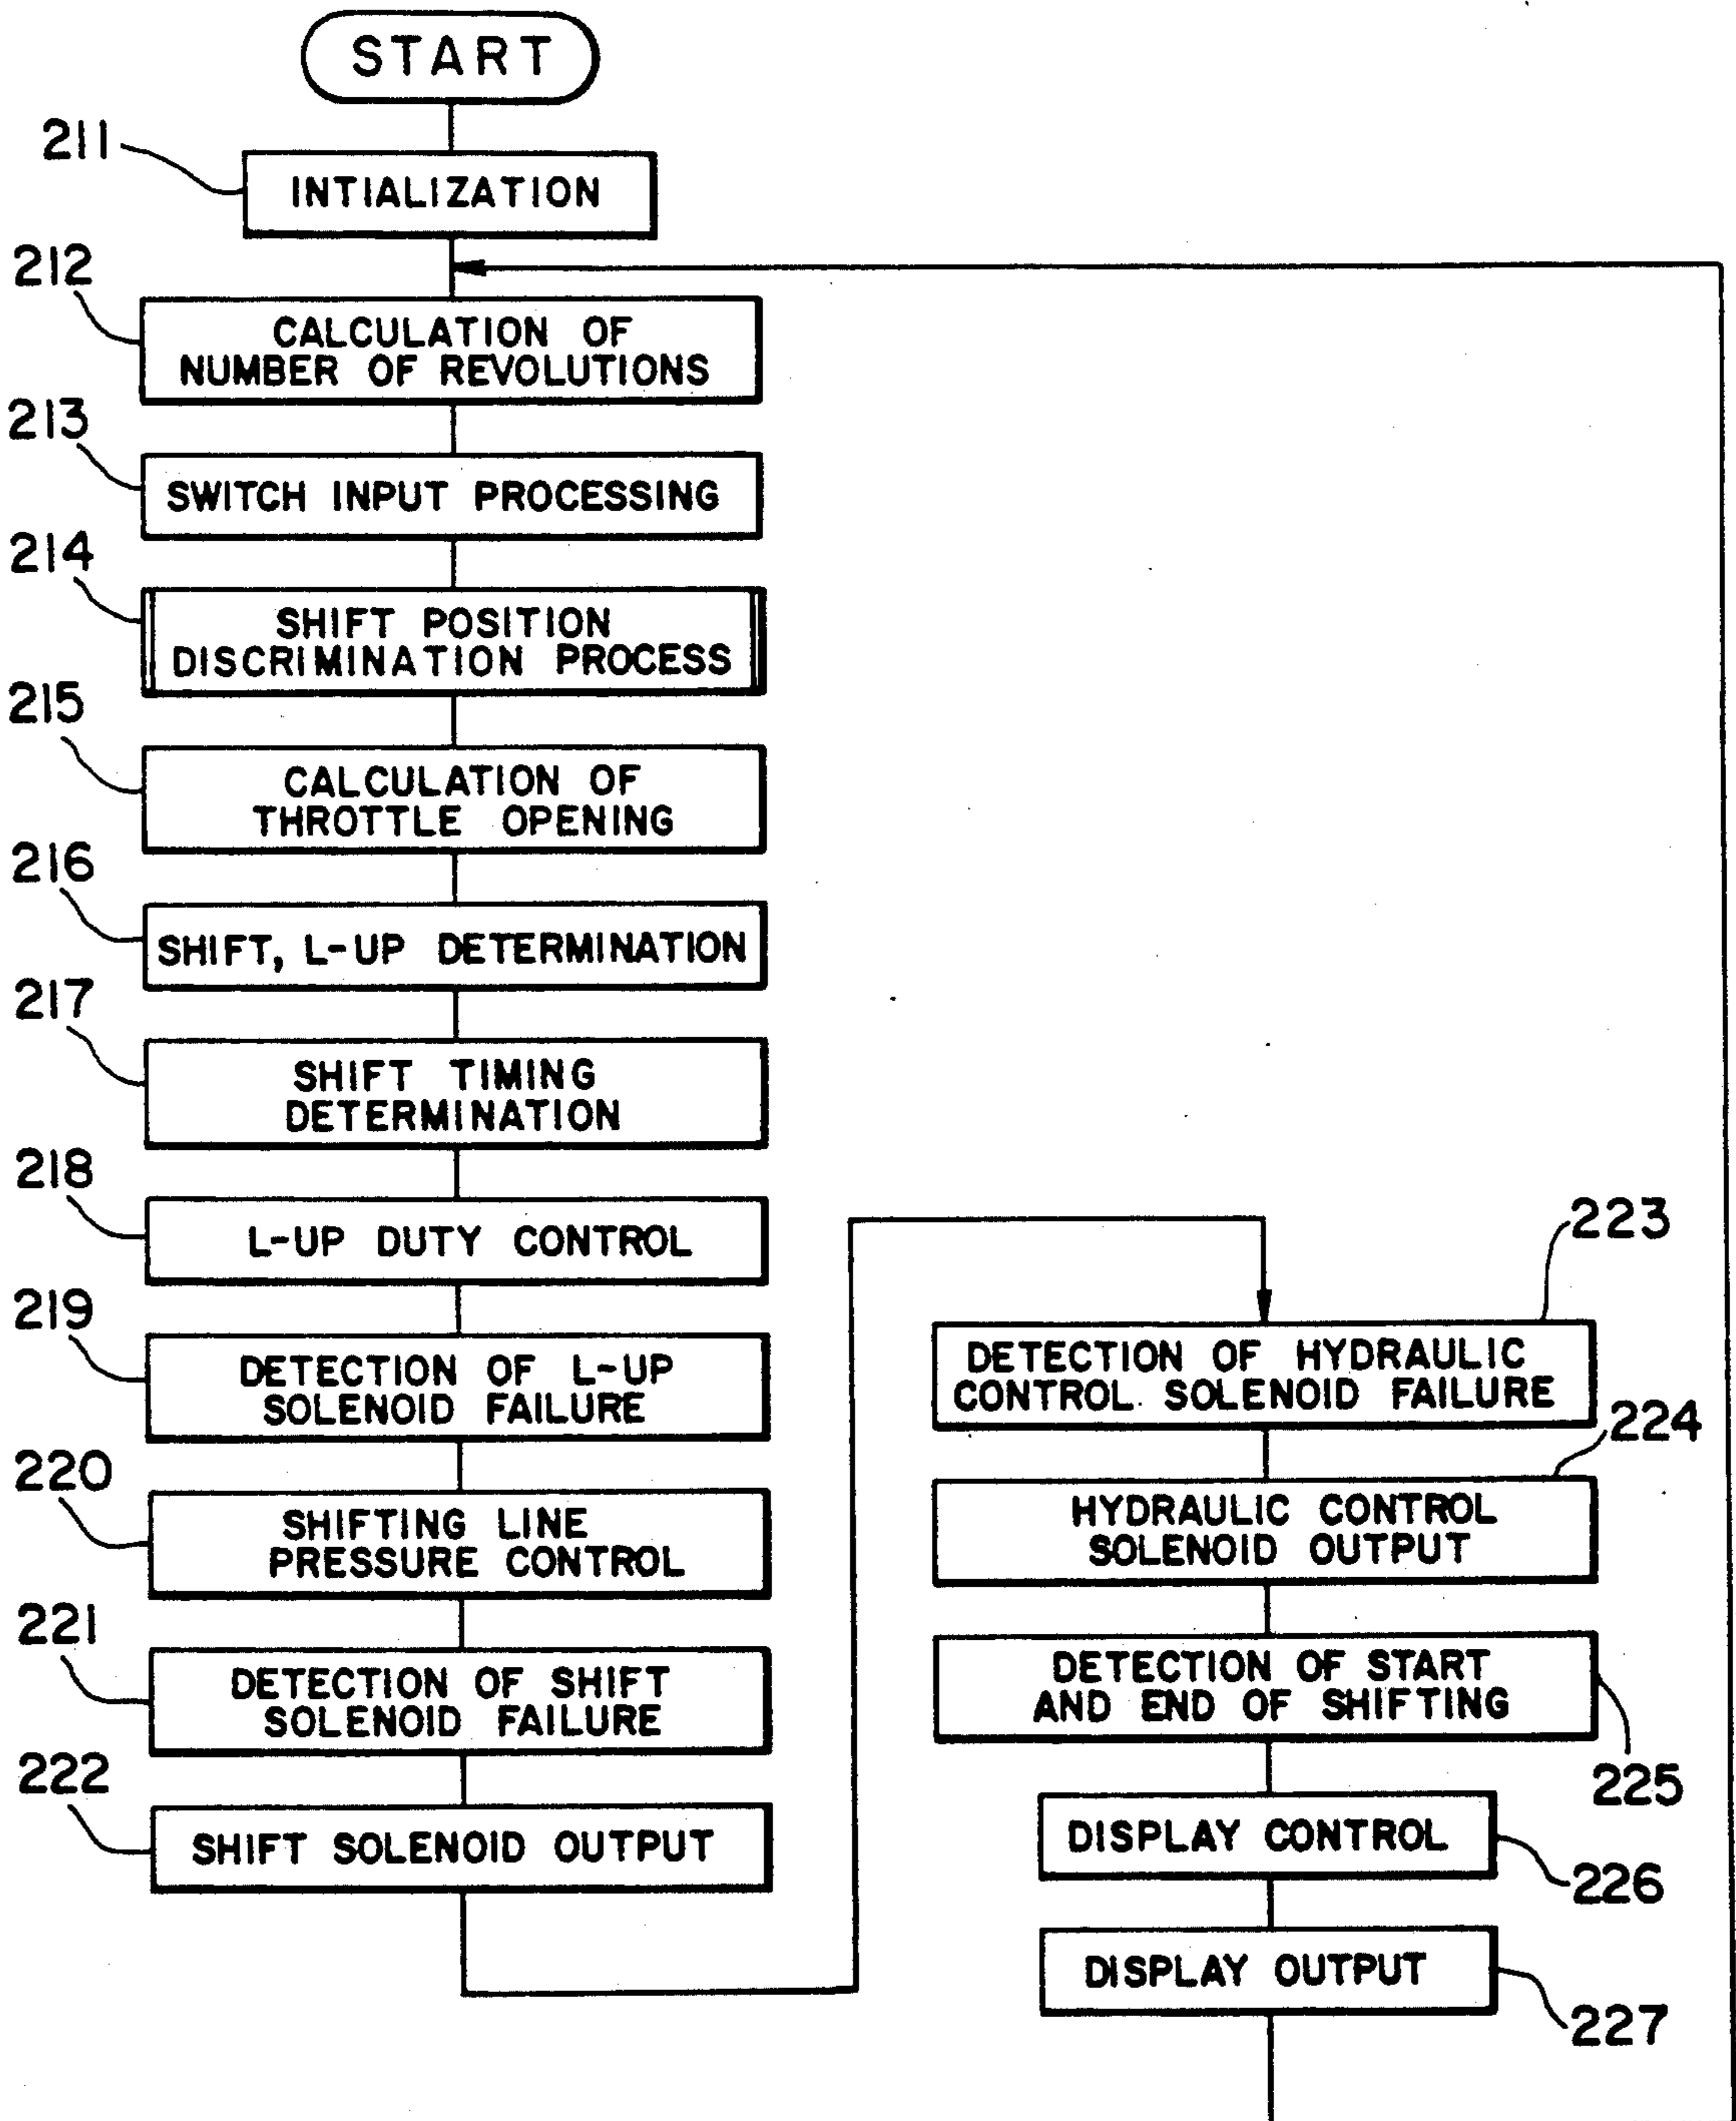 START
211
INTIALIZATION
212
CALCULATION OF
NUMBER OF REVOLUTIONS
213
SWITCH INPUT PROCESSING
214
SHIFT POSITION
DISCRIMINATION PROCESS
215
CALCULATION OF
THROTTLE OPENING
216
SHIFT, L-UP DETERMINATION
217
SHIFT TIMING
DETERMINATION
218
L-UP DUTY CONTROL
219
DETECTION OF L-UP
SOLENOID FAILURE
220
SHIFTING LINE
PRESSURE CONTROL
221
DETECTION OF SHIFT
SOLENOID FAILURE
222
SHIFT SOLENOID OUTPUT
223
DETECTION OF HYDRAULIC
CONTROL SOLENOID FAILURE
224
HYDRAULIC CONTROL
SOLENOID OUTPUT
DETECTION OF START
AND END OF SHIFTING
225
DISPLAY CONTROL
226
DISPLAY OUTPUT
227